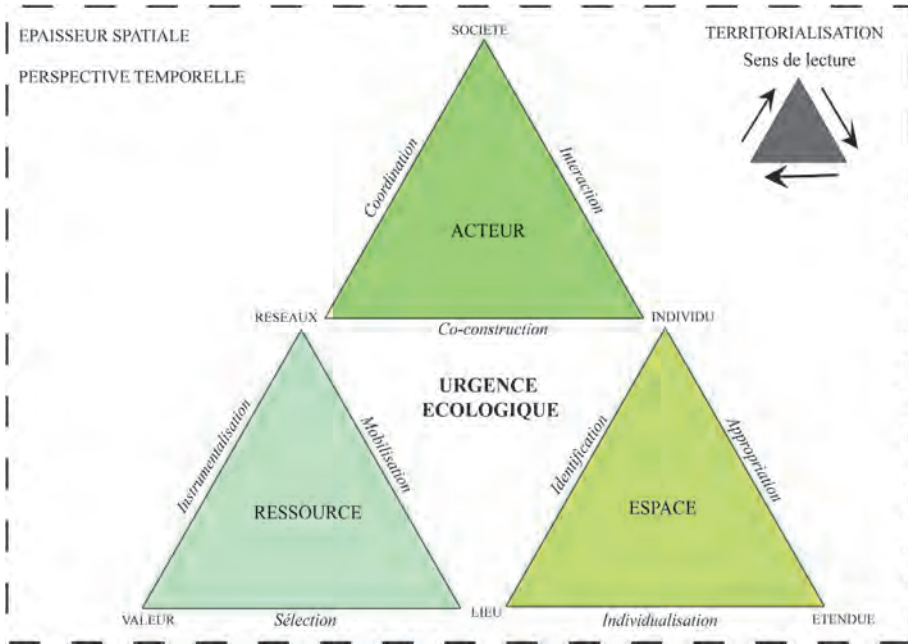 EPAISSEUR SPATIALE
PERSPECTIVE TEMPORELLE
TERRITORIALISATION
Sens de lecture
SOCIETE
Coordination
Interaction
ACTEUR
RESEAUX
INDIVIDU
Co-construction
URGENCE
ECOLOGIQUE
Instrumentalisation
Mobilisation
Identification
Appropriation
RESSOURCE
ESPACE
VALEUR
Sélection
LIEU
Individualisation
ETENDUE